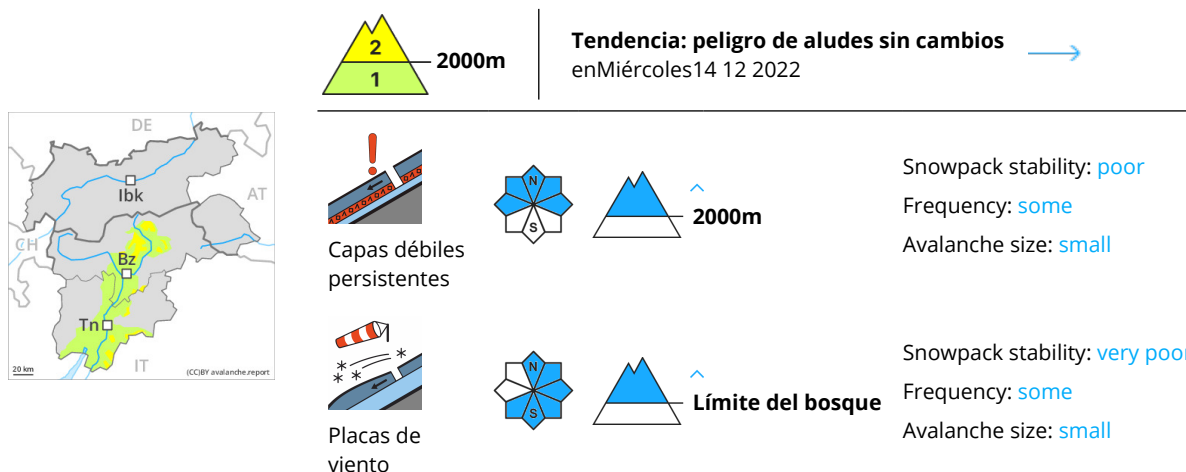 2
1
2000m
Tendencia: peligro de aludes sin cambios
enMiércoles14 12 2022
DE
Ibk
AT
CH
Bz
Tn
IT
20 km
(CC)BY avalanche.report
Capas débiles
persistentes
N
S
2000m
Snowpack stability: poor
Frequency: some
Avalanche size: small
Placas de
viento
N
S
Límite del bosque
Snowpack stability: very poor
Frequency: some
Avalanche size: small